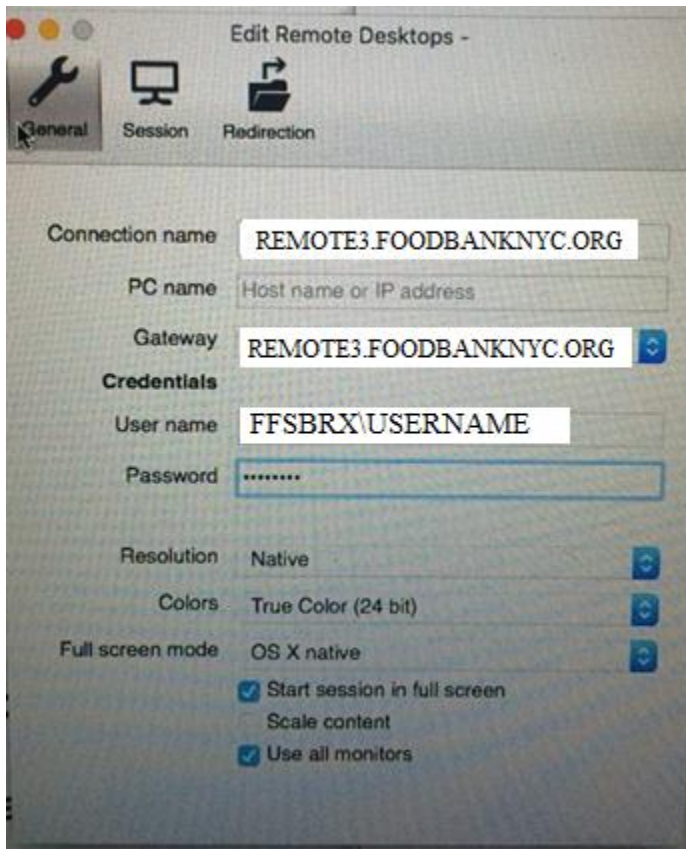 Edit Remote Desktops -
General Session Redirection
Connection name REMOTE3.FOODBANKNYC.ORG
PC name Host name or IP address
Gateway REMOTE3.FOODBANKNYC.ORG
Credentials
User name FFSBRX\USERNAME
Password ••••••••
Resolution Native
Colors True Color (24 bit)
Full screen mode OS X native
Start session in full screen
Scale content
Use all monitors